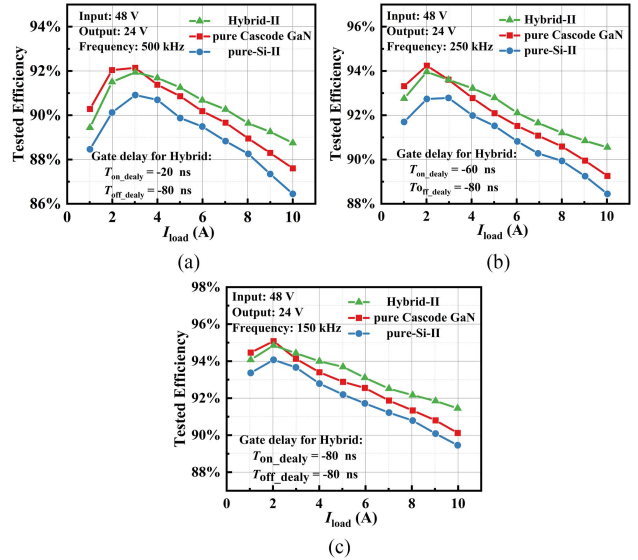 Input: 48 V
Output: 24 V
Frequency: 500 kHz
Hybrid-II
pure Cascode GaN
pure-Si-II
Tested Efficiency
94%
92%
90%
88%
86%
Gate delay for Hybrid:
Ton_dealy = -20 ns
Toff_dealy = -80 ns
0 2 4 6 8 10
Iload (A)
(a)
Input: 48 V
Output: 24 V
Frequency: 250 kHz
Hybrid-II
pure Cascode GaN
pure-Si-II
Tested Efficiency
96%
94%
92%
90%
88%
Gate delay for Hybrid:
Ton_dealy = -60 ns
Tooff_dealy = -80 ns
0 2 4 6 8 10
Iload (A)
(b)
Input: 48 V
Output: 24 V
Frequency: 150 kHz
Hybrid-II
pure Cascode GaN
pure-Si-II
Tested Efficiency
98%
96%
94%
92%
90%
88%
Gate delay for Hybrid:
Ton_dealy = -80 ns
Toff_dealy = -80 ns
0 2 4 6 8 10
Iload (A)
(c)